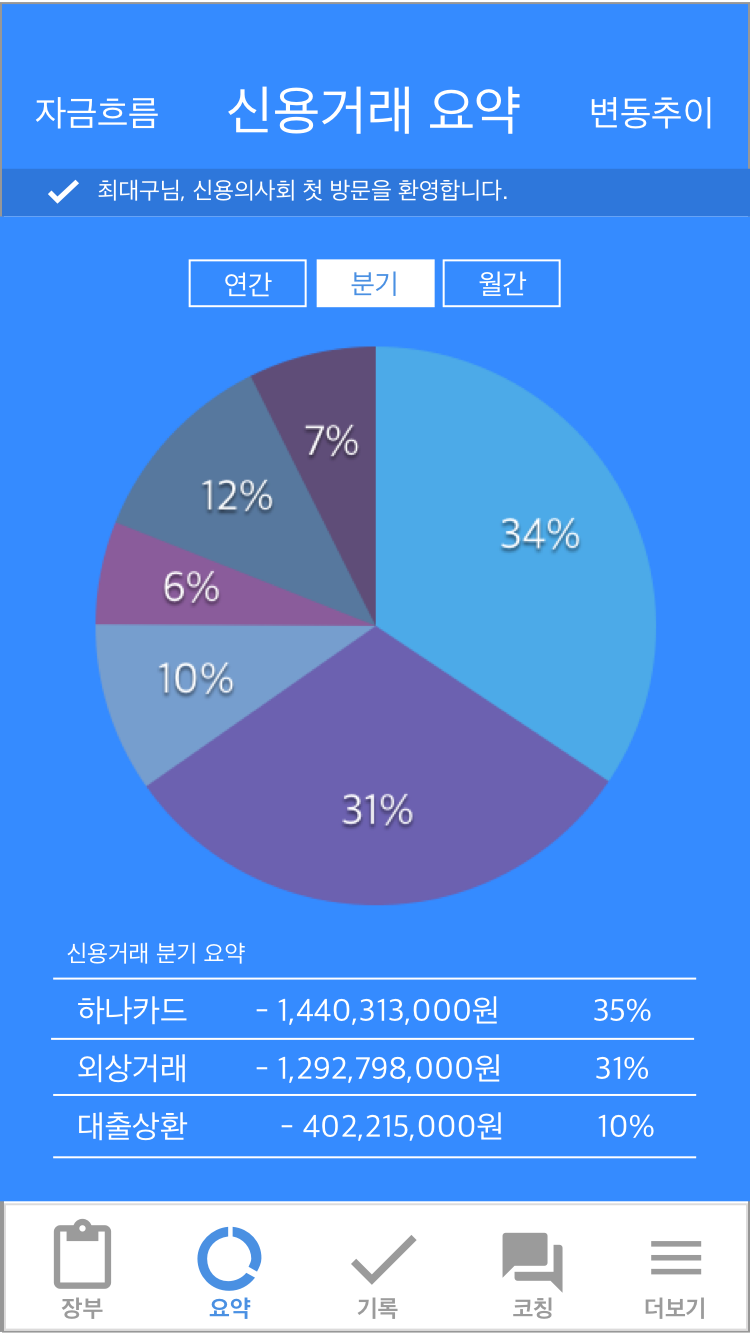 자금흐름 신용거래 요약 변동추이
최대구님, 신용의사회 첫 방문을 환영합니다.
연간 분기 월간
7%
34%
12%
6%
10%
31%
신용거래 분기 요약
하나카드 - 1,440,313,000원 35%
외상거래 - 1,292,798,000원 31%
대출상환 - 402,215,000원 10%
장부 요약 기록 코칭 더보기